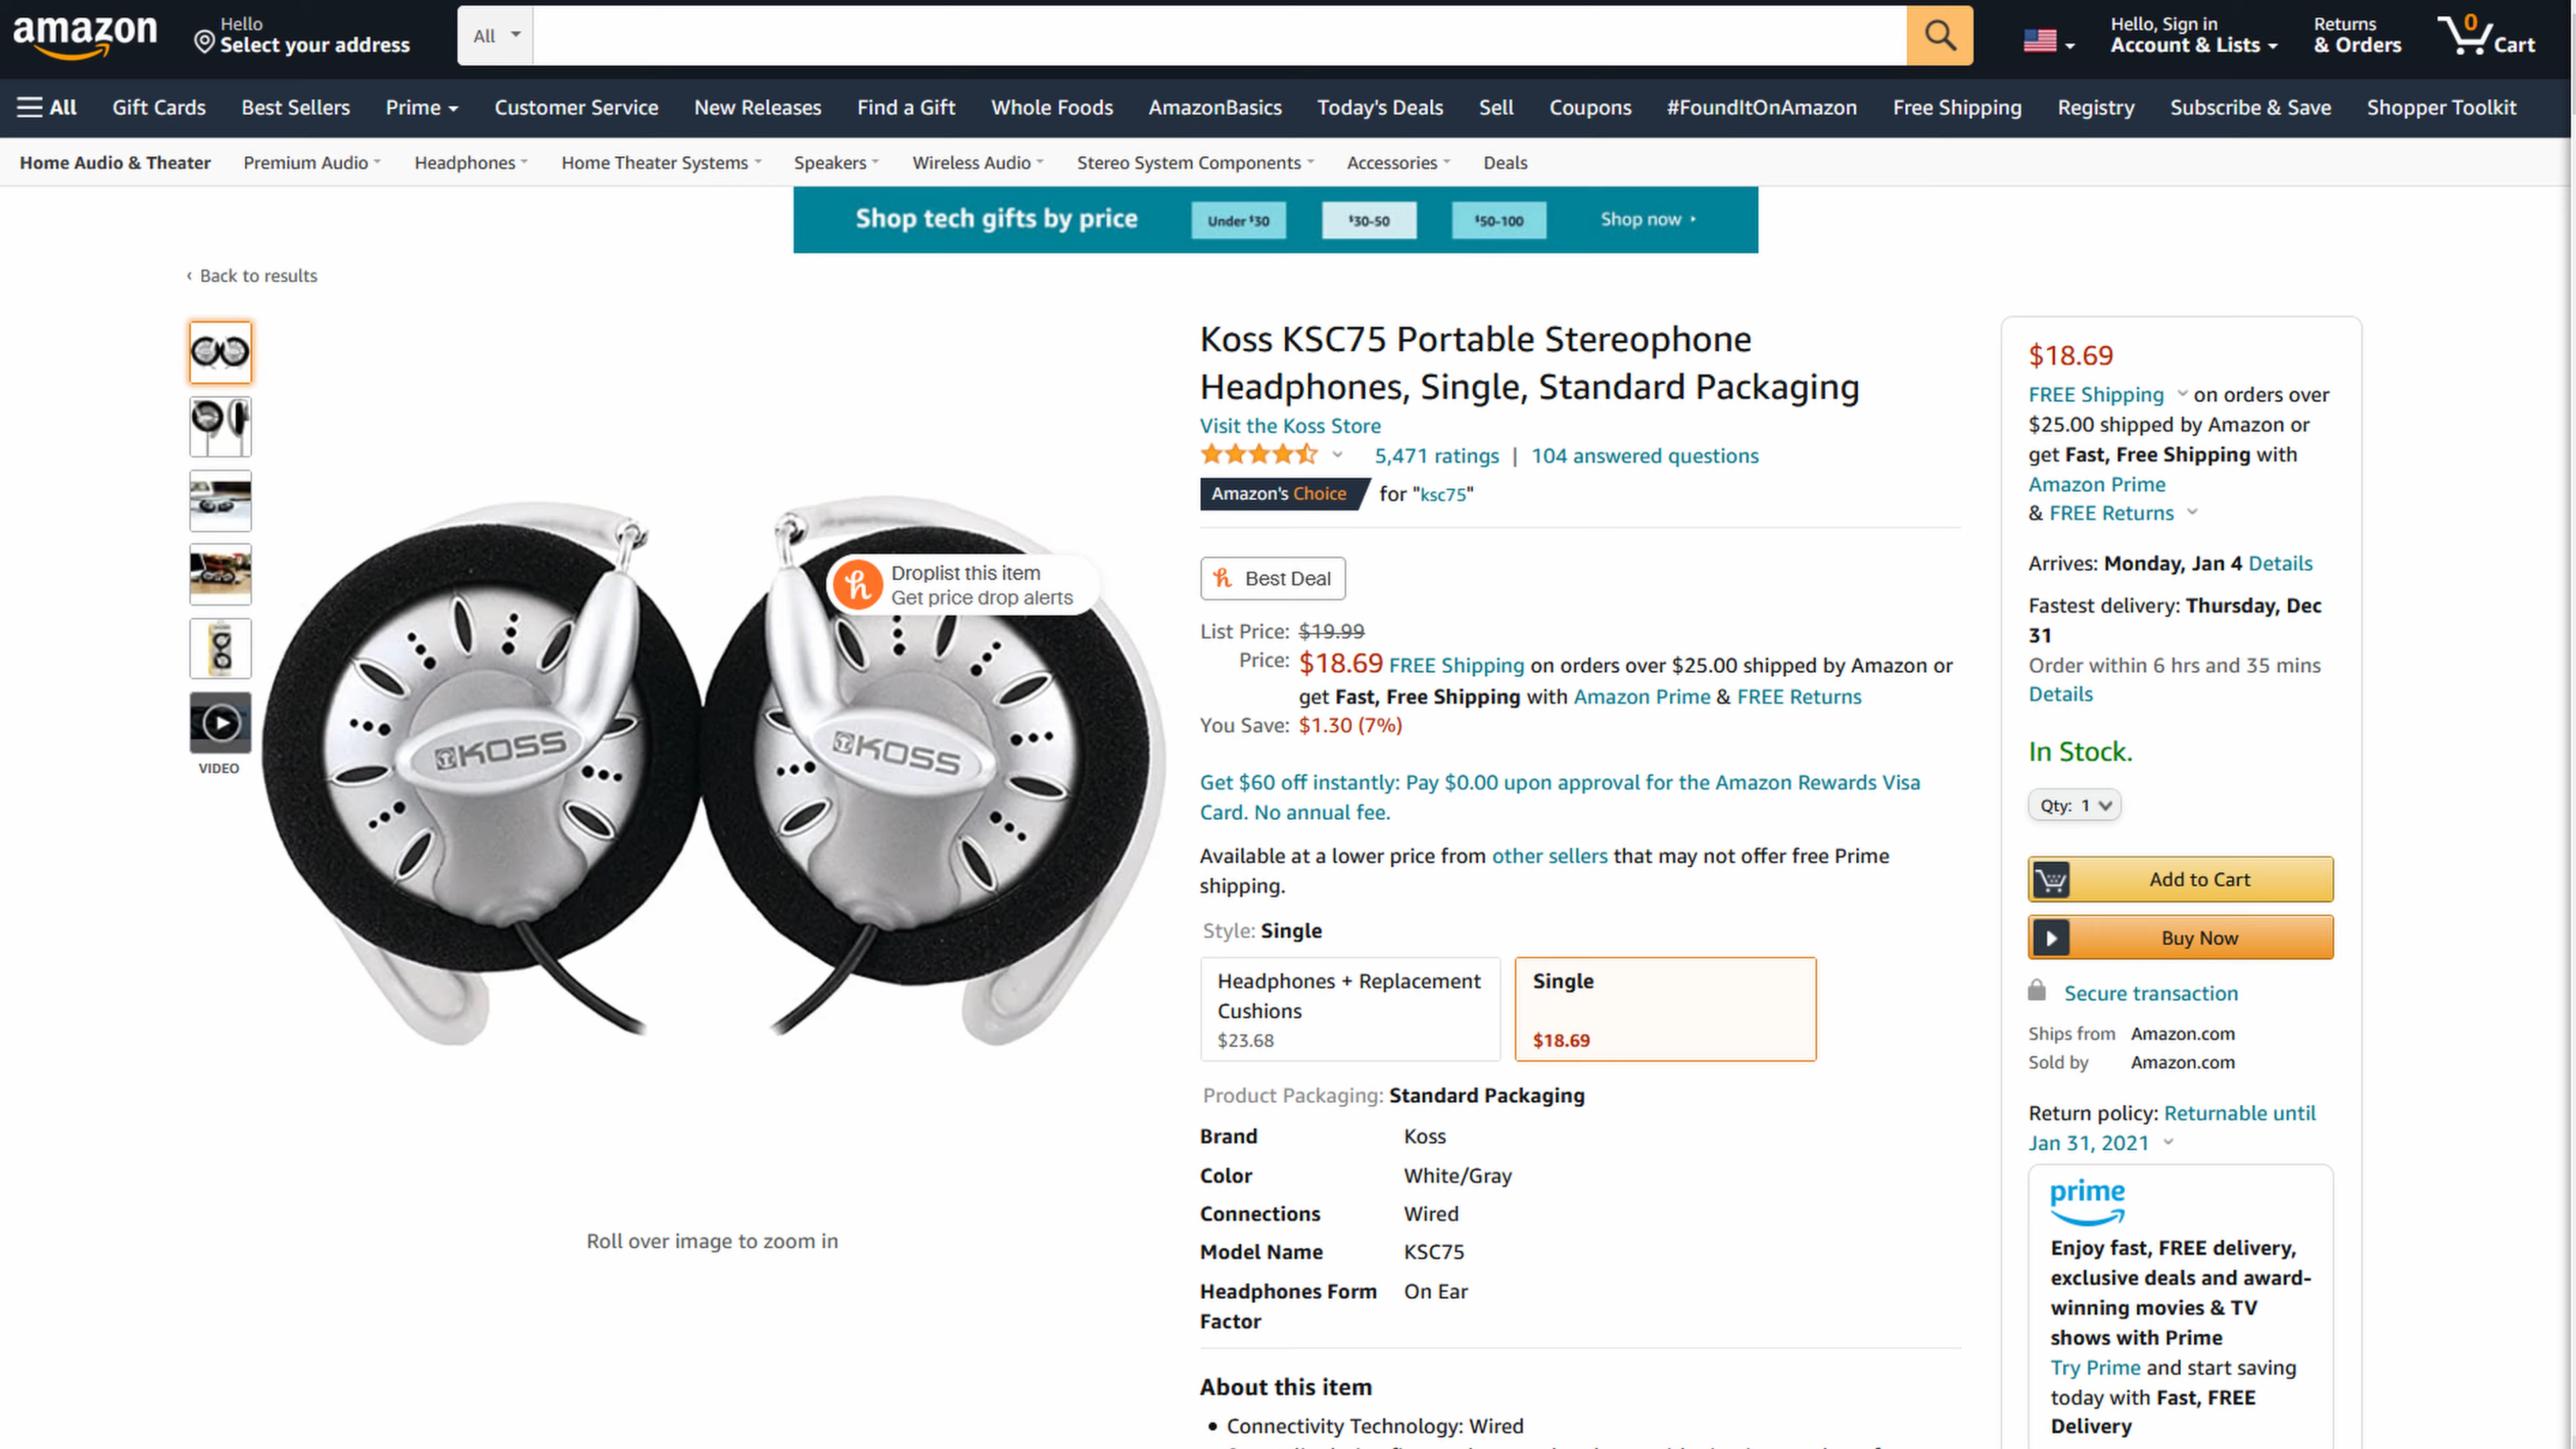 amazon
Hello
Select your address
All
Hello, Sign in
Account & Lists
Returns
& Orders
0
Cart
All
Gift Cards
Best Sellers
Prime
Customer Service
New Releases
Find a Gift
Whole Foods
AmazonBasics
Today's Deals
Sell
Coupons
#FoundItOnAmazon
Free Shipping
Registry
Subscribe & Save
Shopper Toolkit
Home Audio & Theater
Premium Audio
Headphones
Home Theater Systems
Speakers
Wireless Audio
Stereo System Components
Accessories
Deals
Shop tech gifts by price
Under $30
$30-50
$50-100
Shop now
‹ Back to results
VIDEO
KOSS
KOSS
Droplist this item
Get price drop alerts
Roll over image to zoom in
Koss KSC75 Portable Stereophone
Headphones, Single, Standard Packaging
Visit the Koss Store
5,471 ratings | 104 answered questions
Amazon's Choice for "ksc75"
Best Deal
List Price: $19.99
Price: $18.69 FREE Shipping on orders over $25.00 shipped by Amazon or
get Fast, Free Shipping with Amazon Prime & FREE Returns
You Save: $1.30 (7%)
Get $60 off instantly: Pay $0.00 upon approval for the Amazon Rewards Visa
Card. No annual fee.
Available at a lower price from other sellers that may not offer free Prime
shipping.
Style: Single
Headphones + Replacement
Cushions
$23.68
Single
$18.69
Product Packaging: Standard Packaging
Brand Koss
Color White/Gray
Connections Wired
Model Name KSC75
Headphones Form On Ear
Factor
About this item
• Connectivity Technology: Wired
$18.69
FREE Shipping on orders over
$25.00 shipped by Amazon or
get Fast, Free Shipping with
Amazon Prime
& FREE Returns
Arrives: Monday, Jan 4 Details
Fastest delivery: Thursday, Dec
31
Order within 6 hrs and 35 mins
Details
In Stock.
Qty: 1
Add to Cart
Buy Now
Secure transaction
Ships from Amazon.com
Sold by Amazon.com
Return policy: Returnable until
Jan 31, 2021
prime
Enjoy fast, FREE delivery,
exclusive deals and award-
winning movies & TV
shows with Prime
Try Prime and start saving
today with Fast, FREE
Delivery